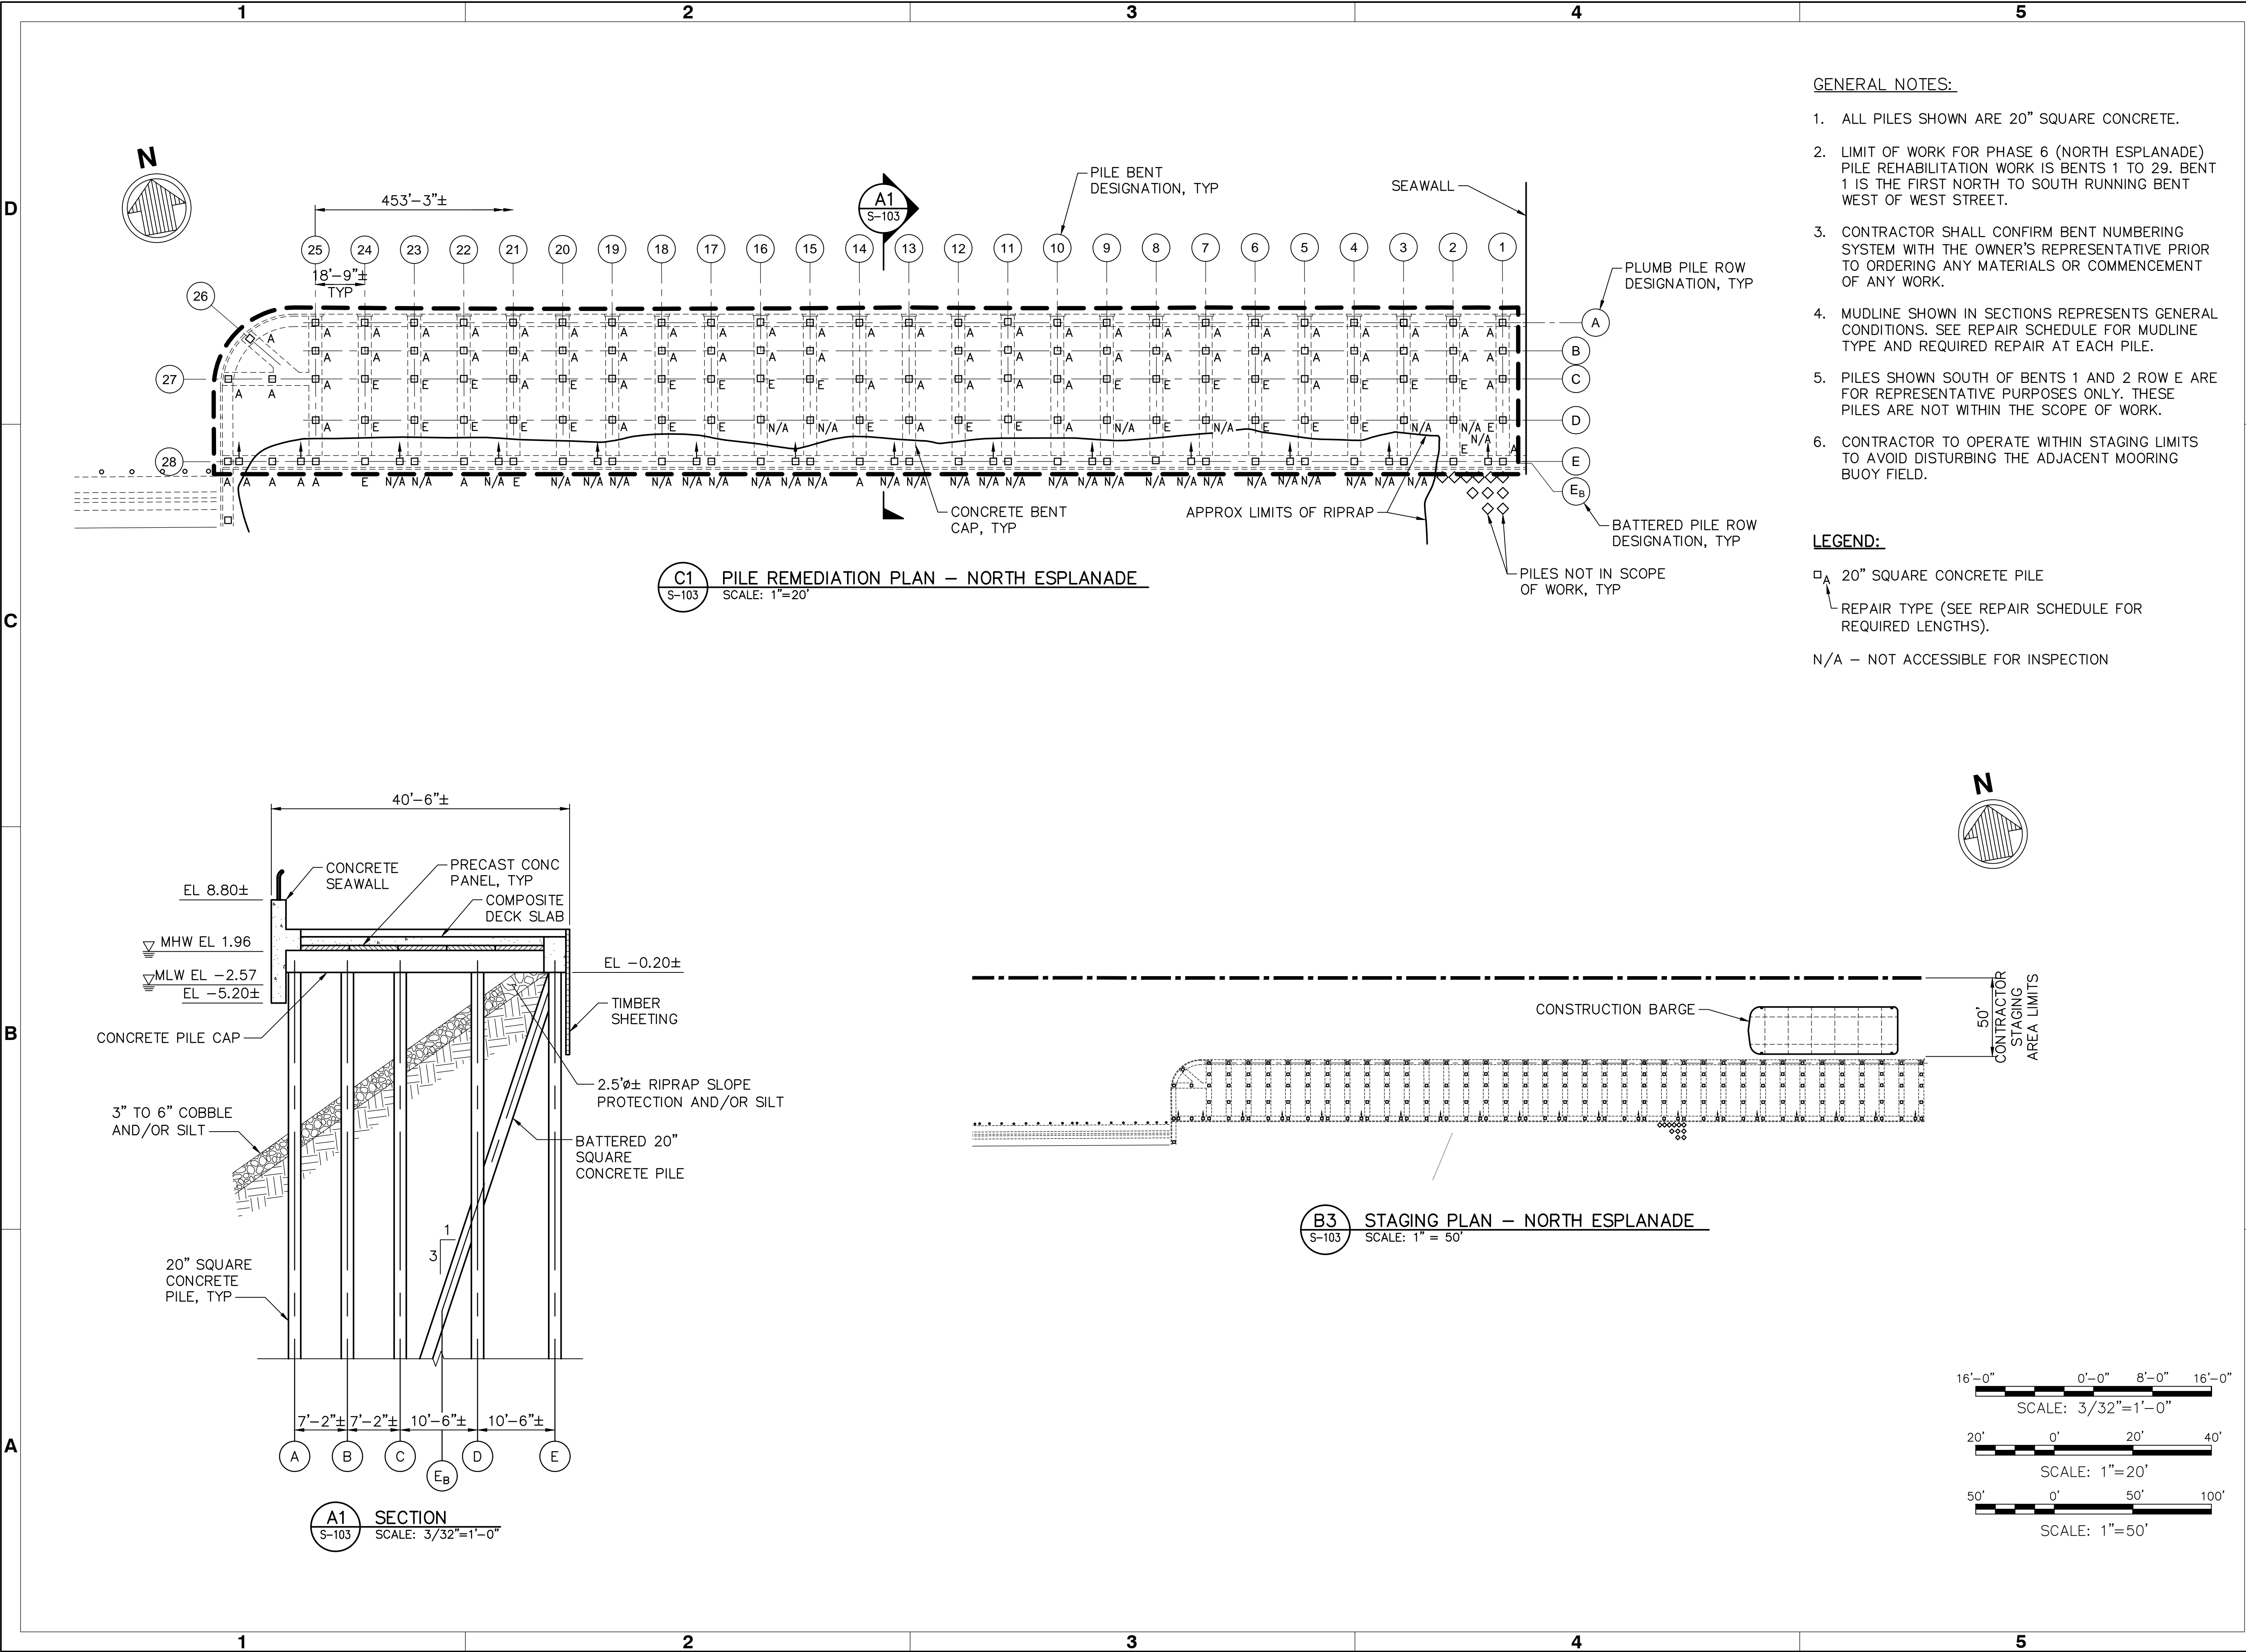 1 2 3 4 5
D
C
B
A
N
453'-3"±
18'-9"±
TYP
A1
S-103
PILE BENT
DESIGNATION, TYP
SEAWALL
25 24 23 22 21 20 19 18 17 16 15 14 13 12 11 10 9 8 7 6 5 4 3 2 1
26
27
28
PLUMB PILE ROW
DESIGNATION, TYP
A
B
C
D
E
EB
BATTERED PILE ROW
DESIGNATION, TYP
CONCRETE BENT
CAP, TYP
APPROX LIMITS OF RIPRAP
PILES NOT IN SCOPE
OF WORK, TYP
C1
S-103
PILE REMEDIATION PLAN – NORTH ESPLANADE
SCALE: 1"=20'
GENERAL NOTES:
1. ALL PILES SHOWN ARE 20" SQUARE CONCRETE.
2. LIMIT OF WORK FOR PHASE 6 (NORTH ESPLANADE)
PILE REHABILITATION WORK IS BENTS 1 TO 29. BENT
1 IS THE FIRST NORTH TO SOUTH RUNNING BENT
WEST OF WEST STREET.
3. CONTRACTOR SHALL CONFIRM BENT NUMBERING
SYSTEM WITH THE OWNER'S REPRESENTATIVE PRIOR
TO ORDERING ANY MATERIALS OR COMMENCEMENT
OF ANY WORK.
4. MUDLINE SHOWN IN SECTIONS REPRESENTS GENERAL
CONDITIONS. SEE REPAIR SCHEDULE FOR MUDLINE
TYPE AND REQUIRED REPAIR AT EACH PILE.
5. PILES SHOWN SOUTH OF BENTS 1 AND 2 ROW E ARE
FOR REPRESENTATIVE PURPOSES ONLY. THESE
PILES ARE NOT WITHIN THE SCOPE OF WORK.
6. CONTRACTOR TO OPERATE WITHIN STAGING LIMITS
TO AVOID DISTURBING THE ADJACENT MOORING
BUOY FIELD.
LEGEND:
A 20" SQUARE CONCRETE PILE
REPAIR TYPE (SEE REPAIR SCHEDULE FOR
REQUIRED LENGTHS).
N/A – NOT ACCESSIBLE FOR INSPECTION
40'-6"±
CONCRETE
SEAWALL
PRECAST CONC
PANEL, TYP
COMPOSITE
DECK SLAB
EL 8.80±
MHW EL 1.96
MLW EL -2.57
EL -5.20±
EL -0.20±
TIMBER
SHEETING
CONCRETE PILE CAP
2.5'ø± RIPRAP SLOPE
PROTECTION AND/OR SILT
3" TO 6" COBBLE
AND/OR SILT
BATTERED 20"
SQUARE
CONCRETE PILE
1
3
20" SQUARE
CONCRETE
PILE, TYP
7'-2"± 7'-2"± 10'-6"± 10'-6"±
A B C D E
EB
A1
S-103
SECTION
SCALE: 3/32"=1'-0"
N
CONSTRUCTION BARGE
50'
CONTRACTOR
STAGING
AREA LIMITS
B3
S-103
STAGING PLAN – NORTH ESPLANADE
SCALE: 1" = 50'
16'-0" 0'-0" 8'-0" 16'-0"
SCALE: 3/32"=1'-0"
20' 0' 20' 40'
SCALE: 1"=20'
50' 0' 50' 100'
SCALE: 1"=50'
1 2 3 4 5